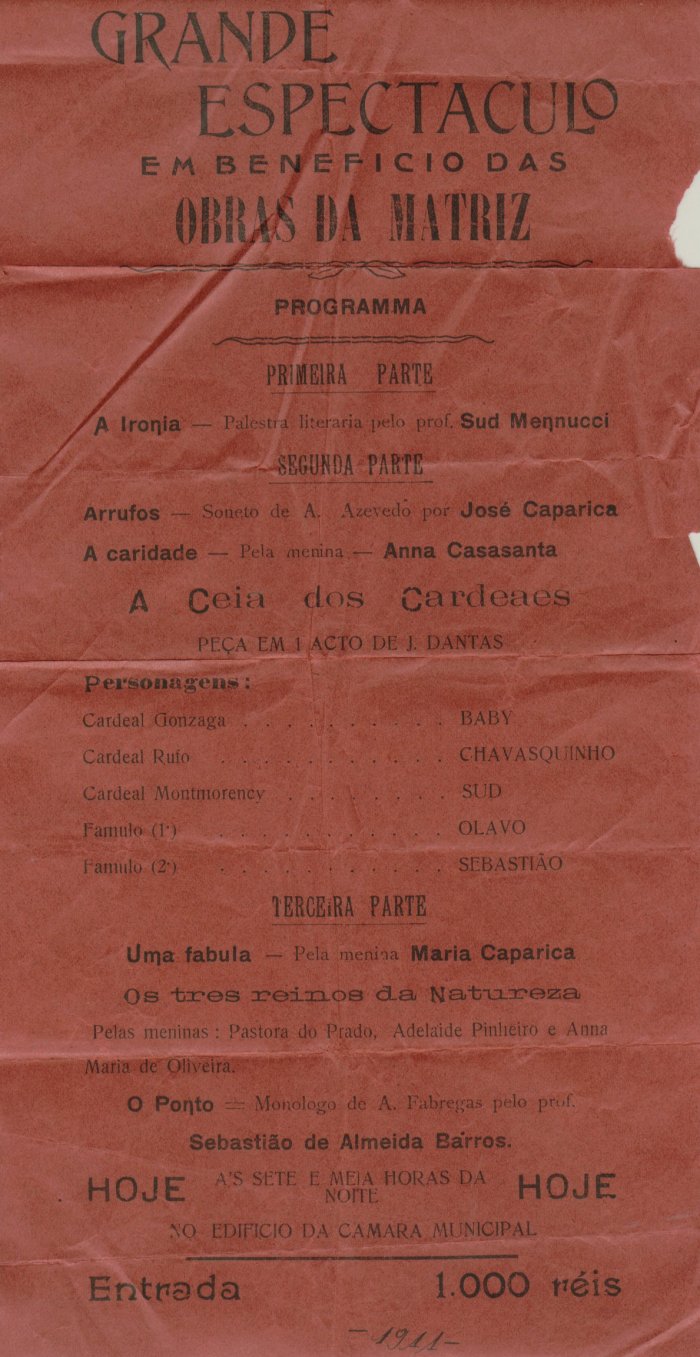 GRANDE
ESPECTACULO
EM BENEFICIO DAS
OBRAS DA MATRIZ
PROGRAMMA
PRIMEIRA PARTE
A Ironia — Palestra literaria pelo prof. Sud Mennucci
SEGUNDA PARTE
Arrufos — Soneto de A. Azevedo por José Caparica
A caridade — Pela menina — Anna Casasanta
A Ceia dos Cardeaes
PEÇA EM 1 ACTO DE J. DANTAS
Personagens:
Cardeal Gonzaga . . . . . . . . . . BABY
Cardeal Rufo . . . . . . . . . . . CHAVASQUINHO
Cardeal Montmorency . . . . . . . . SUD
Famulo (1º) . . . . . . . . . . . OLAVO
Famulo (2º) . . . . . . . . . . . SEBASTIÃO
TERCEIRA PARTE
Uma fabula — Pela menina Maria Caparica
Os tres reinos da Natureza
Pelas meninas : Pastora do Prado, Adelaide Pinheiro e Anna
Maria de Oliveira.
O Ponto — Monologo de A. Fabregas pelo prof.
Sebastião de Almeida Barros.
HOJE A'S SETE E MEIA HORAS DA NOITE HOJE
NO EDIFICIO DA CAMARA MUNICIPAL
Entrada 1.000 réis
-1911-